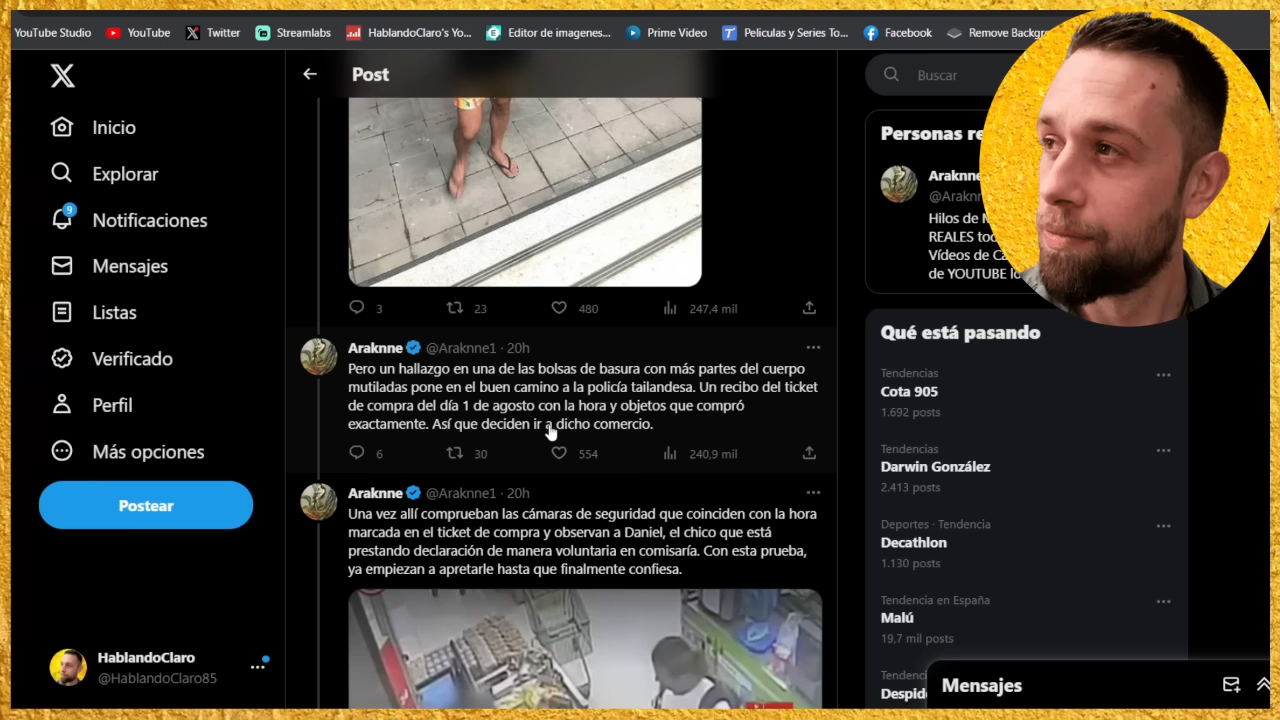 YouTube Studio YouTube Twitter Streamlabs HablandoClaro's Yo... Editor de imagenes... Prime Video Peliculas y Series To... Facebook Remove Backgr
Post
Buscar
Inicio
Explorar
9
Notificaciones
Mensajes
Listas
Verificado
Perfil
Más opciones
Postear
HablandoClaro
@HablandoClaro85
3 23 480 247,4 mil
Araknne @Araknne1 · 20h
Pero un hallazgo en una de las bolsas de basura con más partes del cuerpo
mutiladas pone en el buen camino a la policía tailandesa. Un recibo del ticket
de compra del día 1 de agosto con la hora y objetos que compró
exactamente. Así que deciden ir a dicho comercio.
6 30 554 240,9 mil
Araknne @Araknne1 · 20h
Una vez allí comprueban las cámaras de seguridad que coinciden con la hora
marcada en el ticket de compra y observan a Daniel, el chico que está
prestando declaración de manera voluntaria en comisaría. Con esta prueba,
ya empiezan a apretarle hasta que finalmente confiesa.
Personas re
Araknne
@Arakn
Hilos de
REALES to
Vídeos de Ca
de YOUTUBE lo
Qué está pasando
Tendencias
Cota 905
1.692 posts
Tendencias
Darwin González
2.413 posts
Deportes · Tendencia
Decathlon
1.130 posts
Tendencia en España
Malú
19,7 mil posts
Tendenci
Despid
Mensajes